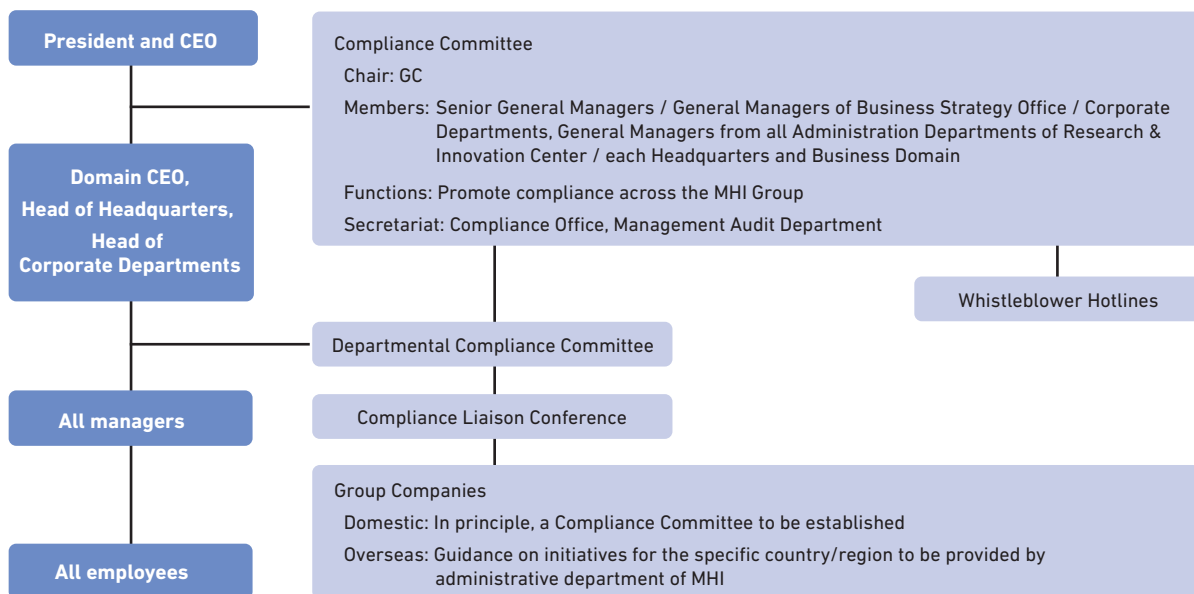 President and CEO
Compliance Committee
Chair: GC
Members: Senior General Managers / General Managers of Business Strategy Office / Corporate
Departments, General Managers from all Administration Departments of Research &
Innovation Center / each Headquarters and Business Domain
Functions: Promote compliance across the MHI Group
Secretariat: Compliance Office, Management Audit Department
Domain CEO,
Head of Headquarters,
Head of
Corporate Departments
Whistleblower Hotlines
Departmental Compliance Committee
All managers
Compliance Liaison Conference
Group Companies
Domestic: In principle, a Compliance Committee to be established
Overseas: Guidance on initiatives for the specific country/region to be provided by
administrative department of MHI
All employees